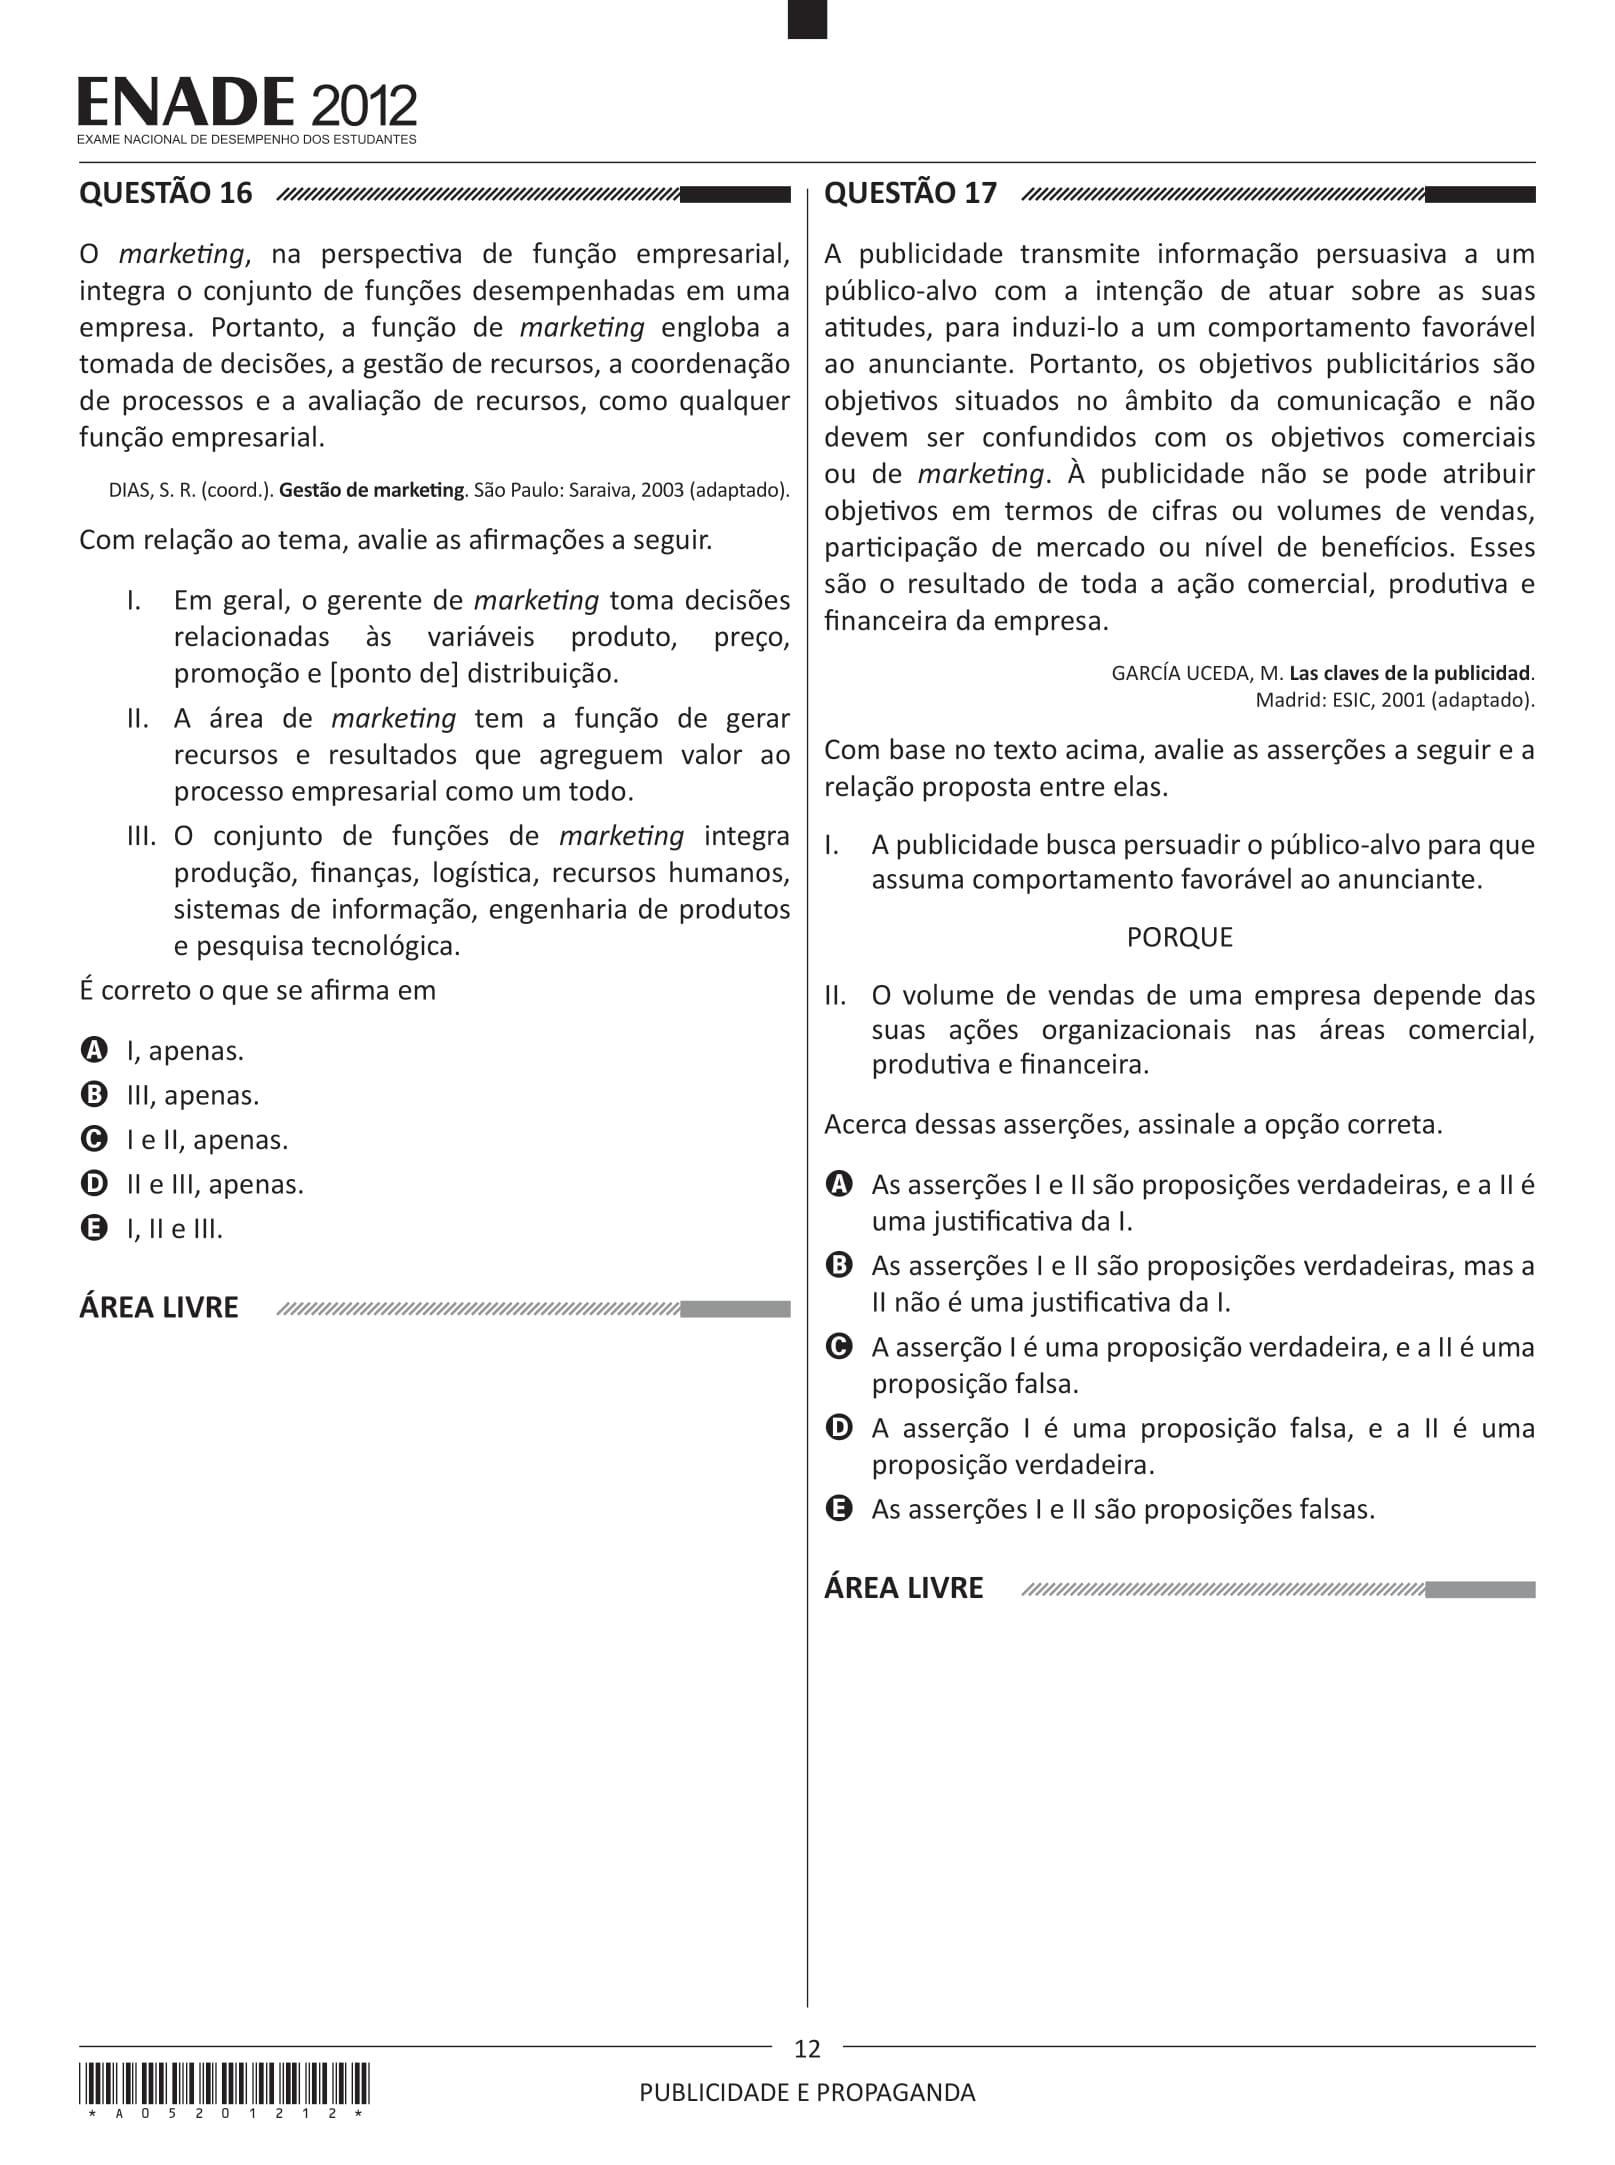 ENADE 2012
EXAME NACIONAL DE DESEMPENHO DOS ESTUDANTES
QUESTÃO 16
O marketing, na perspectiva de função empresarial,
integra o conjunto de funções desempenhadas em uma
empresa. Portanto, a função de marketing engloba a
tomada de decisões, a gestão de recursos, a coordenação
de processos e a avaliação de recursos, como qualquer
função empresarial.
DIAS, S. R. (coord.). Gestão de marketing. São Paulo: Saraiva, 2003 (adaptado).
Com relação ao tema, avalie as afirmações a seguir.
I. Em geral, o gerente de marketing toma decisões
relacionadas às variáveis produto, preço,
promoção e [ponto de] distribuição.
II. A área de marketing tem a função de gerar
recursos e resultados que agreguem valor ao
processo empresarial como um todo.
III. O conjunto de funções de marketing integra
produção, finanças, logística, recursos humanos,
sistemas de informação, engenharia de produtos
e pesquisa tecnológica.
É correto o que se afirma em
A I, apenas.
B III, apenas.
C I e II, apenas.
D II e III, apenas.
E I, II e III.
ÁREA LIVRE
QUESTÃO 17
A publicidade transmite informação persuasiva a um
público-alvo com a intenção de atuar sobre as suas
atitudes, para induzi-lo a um comportamento favorável
ao anunciante. Portanto, os objetivos publicitários são
objetivos situados no âmbito da comunicação e não
devem ser confundidos com os objetivos comerciais
ou de marketing. À publicidade não se pode atribuir
objetivos em termos de cifras ou volumes de vendas,
participação de mercado ou nível de benefícios. Esses
são o resultado de toda a ação comercial, produtiva e
financeira da empresa.
GARCÍA UCEDA, M. Las claves de la publicidad.
Madrid: ESIC, 2001 (adaptado).
Com base no texto acima, avalie as asserções a seguir e a
relação proposta entre elas.
I. A publicidade busca persuadir o público-alvo para que
assuma comportamento favorável ao anunciante.
PORQUE
II. O volume de vendas de uma empresa depende das
suas ações organizacionais nas áreas comercial,
produtiva e financeira.
Acerca dessas asserções, assinale a opção correta.
A As asserções I e II são proposições verdadeiras, e a II é
uma justificativa da I.
B As asserções I e II são proposições verdadeiras, mas a
II não é uma justificativa da I.
C A asserção I é uma proposição verdadeira, e a II é uma
proposição falsa.
D A asserção I é uma proposição falsa, e a II é uma
proposição verdadeira.
E As asserções I e II são proposições falsas.
ÁREA LIVRE
12
PUBLICIDADE E PROPAGANDA
* A 0 5 2 0 1 2 1 2 *